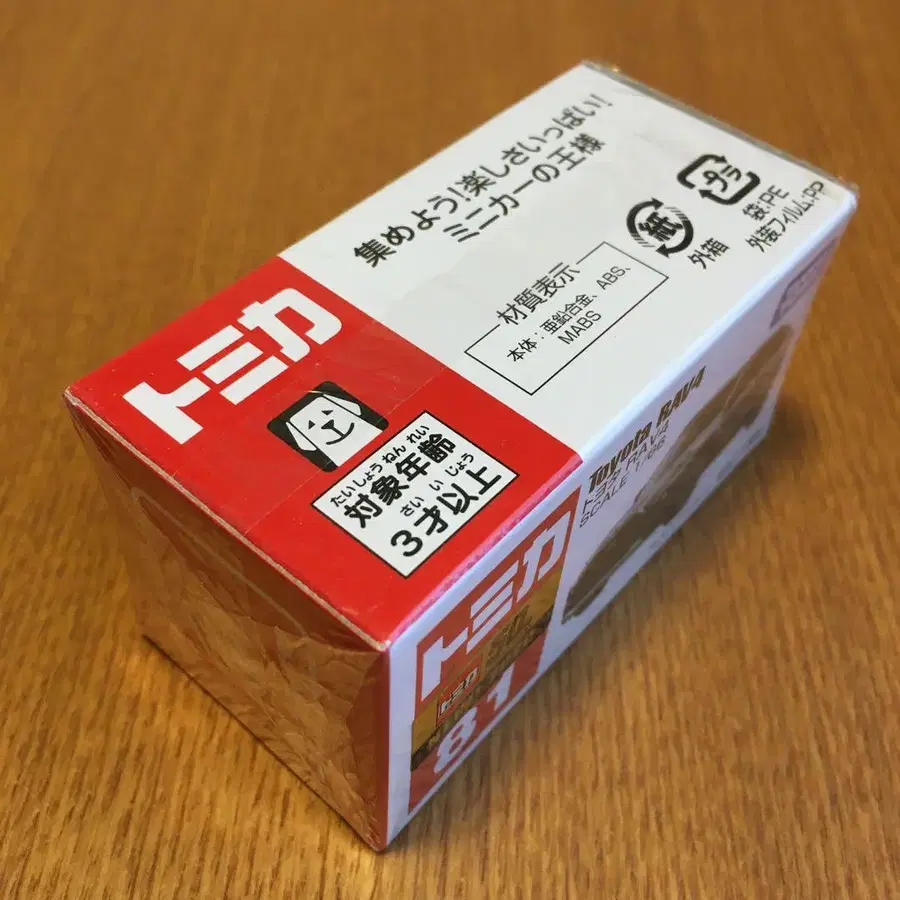 集めよう!楽しさいっぱい!
ミニカーの王様
プラ
袋:PE
外装フィルム:PP
紙
外箱
材質表示
本体:亜鉛合金、ABS、
MABS
トミカ
たいしょうねんれい
対象年齢
さいいじょう
3才以上
Toyota RAV4
トヨタ RAV4
SCALE 1/66
トミカ
トミカ
81